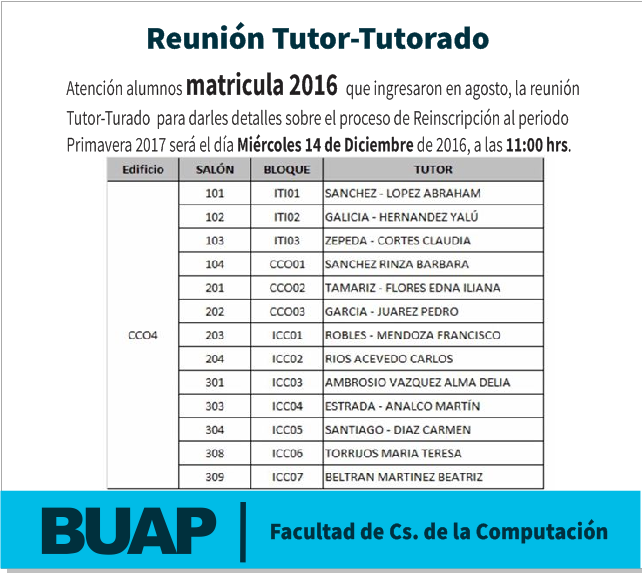 Reunión Tutor-Tutorado
Atención alumnos matricula 2016 que ingresaron en agosto, la reunión
Tutor-Turado para darles detalles sobre el proceso de Reinscripción al periodo
Primavera 2017 será el día Miércoles 14 de Diciembre de 2016, a las 11:00 hrs.
Edificio SALÓN BLOQUE TUTOR
101 ITI01 SANCHEZ - LOPEZ ABRAHAM
102 ITI02 GALICIA - HERNANDEZ YALÚ
103 ITI03 ZEPEDA - CORTES CLAUDIA
104 CCO01 SANCHEZ RINZA BARBARA
201 CCO02 TAMARIZ - FLORES EDNA ILIANA
202 CCO03 GARCIA - JUAREZ PEDRO
CCO4 203 ICC01 ROBLES - MENDOZA FRANCISCO
204 ICC02 RIOS ACEVEDO CARLOS
301 ICC03 AMBROSIO VAZQUEZ ALMA DELIA
303 ICC04 ESTRADA - ANALCO MARTÍN
304 ICC05 SANTIAGO - DIAZ CARMEN
308 ICC06 TORRIJOS MARIA TERESA
309 ICC07 BELTRAN MARTINEZ BEATRIZ
BUAP Facultad de Cs. de la Computación